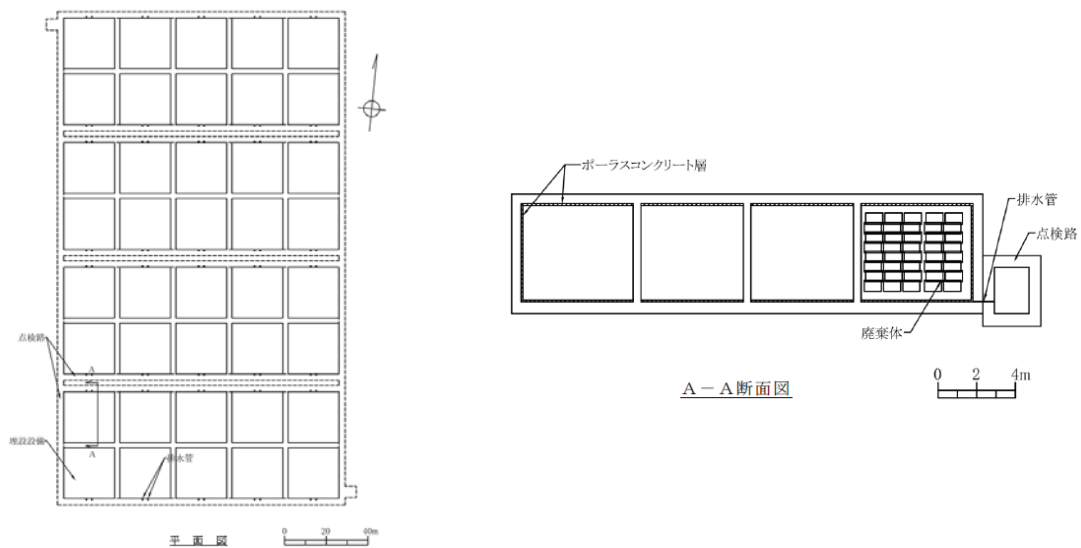 点検路
A
A
埋設設備
排水管
平 面 図
0 20 40m
ポーラスコンクリート層
排水管
点検路
廃棄体
A-A断面図
0 2 4m